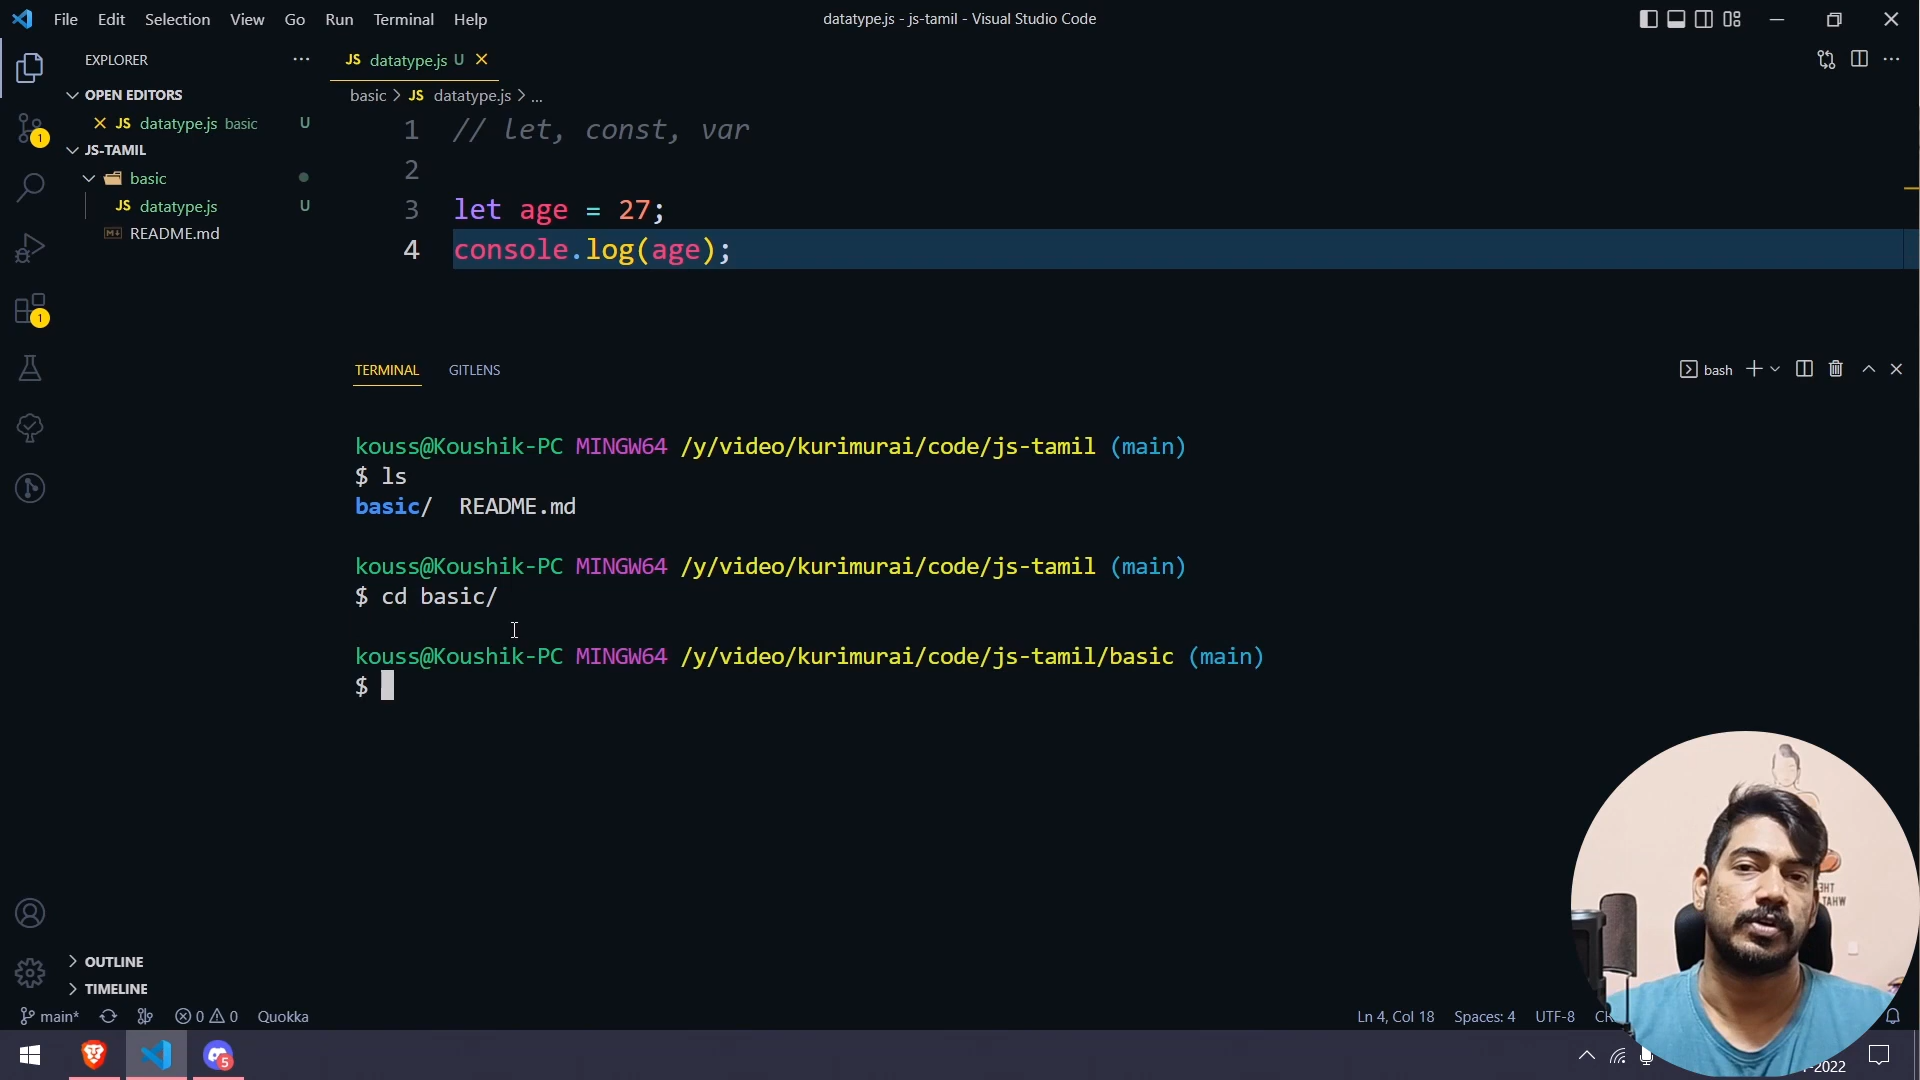 File Edit Selection View Go Run Terminal Help
datatype.js - js-tamil - Visual Studio Code
EXPLORER
OPEN EDITORS
JS datatype.js basic U
JS-TAMIL
basic
JS datatype.js U
README.md
OUTLINE
TIMELINE
JS datatype.js U
basic > JS datatype.js > ...
1 // let, const, var
2
3 let age = 27;
4 console.log(age);
TERMINAL GITLENS
bash
kouss@Koushik-PC MINGW64 /y/video/kurimurai/code/js-tamil (main)
$ ls
basic/ README.md
kouss@Koushik-PC MINGW64 /y/video/kurimurai/code/js-tamil (main)
$ cd basic/
kouss@Koushik-PC MINGW64 /y/video/kurimurai/code/js-tamil/basic (main)
$
1
1
main* 0 0 Quokka
Ln 4, Col 18 Spaces: 4 UTF-8
5
-2022